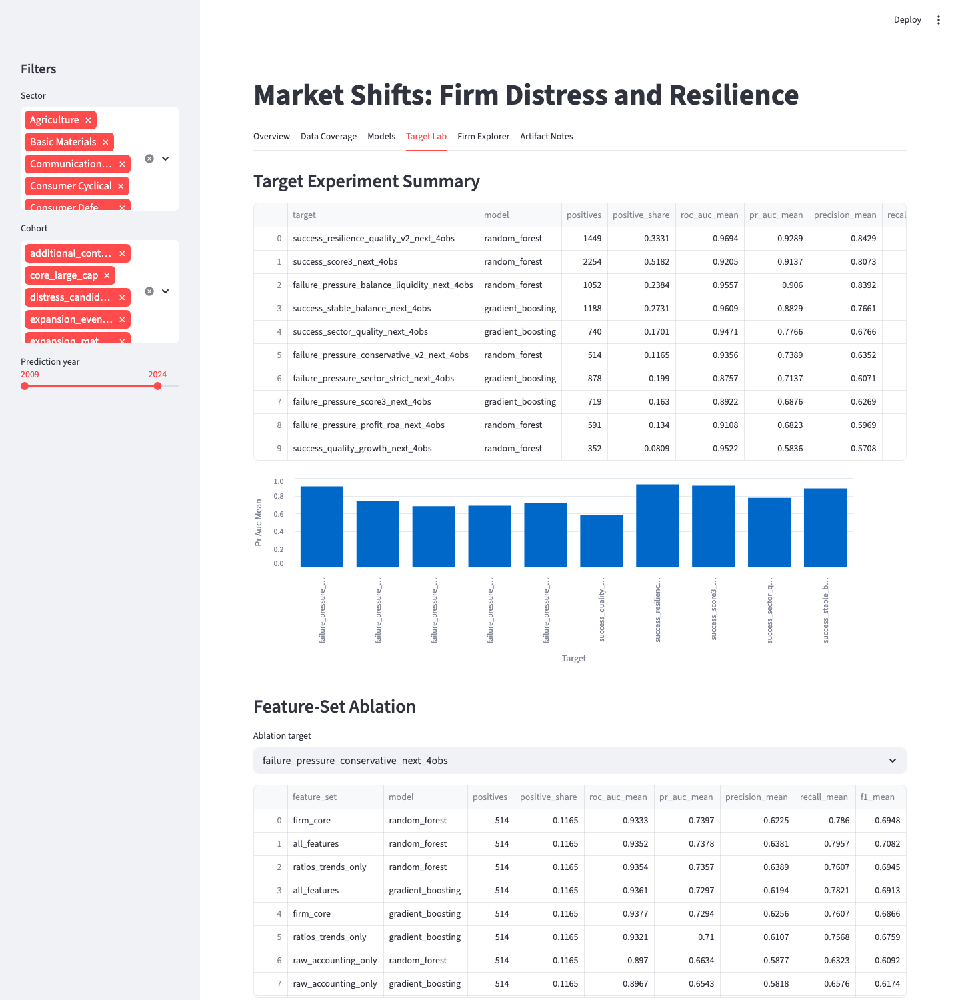 Deploy
Filters
Sector
Agriculture
Basic Materials
Communication...
Consumer Cyclical
Consumer Defe...
Cohort
additional_cont...
core_large_cap
distress_candid...
expansion_even...
expansion_mat...
Prediction year
2009 2024
Market Shifts: Firm Distress and Resilience
Overview Data Coverage Models Target Lab Firm Explorer Artifact Notes
Target Experiment Summary
target model positives positive_share roc_auc_mean pr_auc_mean precision_mean recal
0 success_resilience_quality_v2_next_4obs random_forest 1449 0.3331 0.9694 0.9289 0.8429
1 success_score3_next_4obs random_forest 2254 0.5182 0.9205 0.9137 0.8073
2 failure_pressure_balance_liquidity_next_4obs random_forest 1052 0.2384 0.9557 0.906 0.8392
3 success_stable_balance_next_4obs gradient_boosting 1188 0.2731 0.9609 0.8829 0.7661
4 success_sector_quality_next_4obs gradient_boosting 740 0.1701 0.9471 0.7766 0.6766
5 failure_pressure_conservative_v2_next_4obs random_forest 514 0.1165 0.9356 0.7389 0.6352
6 failure_pressure_sector_strict_next_4obs gradient_boosting 878 0.199 0.8757 0.7137 0.6071
7 failure_pressure_score3_next_4obs gradient_boosting 719 0.163 0.8922 0.6876 0.6269
8 failure_pressure_profit_roa_next_4obs random_forest 591 0.134 0.9108 0.6823 0.5969
9 success_quality_growth_next_4obs random_forest 352 0.0809 0.9522 0.5836 0.5708
Pr Auc Mean
1.0
0.8
0.6
0.4
0.2
0.0
failure_pressure_...
failure_pressure_...
failure_pressure_...
failure_pressure_...
failure_pressure_...
success_quality_...
success_resilienc...
success_score3_...
success_sector_q...
success_stable_b...
Target
Feature-Set Ablation
Ablation target
failure_pressure_conservative_next_4obs
feature_set model positives positive_share roc_auc_mean pr_auc_mean precision_mean recall_mean f1_mean
0 firm_core random_forest 514 0.1165 0.9333 0.7397 0.6225 0.786 0.6948
1 all_features random_forest 514 0.1165 0.9352 0.7378 0.6381 0.7957 0.7082
2 ratios_trends_only random_forest 514 0.1165 0.9354 0.7357 0.6389 0.7607 0.6945
3 all_features gradient_boosting 514 0.1165 0.9361 0.7297 0.6194 0.7821 0.6913
4 firm_core gradient_boosting 514 0.1165 0.9377 0.7294 0.6256 0.7607 0.6866
5 ratios_trends_only gradient_boosting 514 0.1165 0.9321 0.71 0.6107 0.7568 0.6759
6 raw_accounting_only random_forest 514 0.1165 0.897 0.6634 0.5877 0.6323 0.6092
7 raw_accounting_only gradient_boosting 514 0.1165 0.8967 0.6543 0.5818 0.6576 0.6174